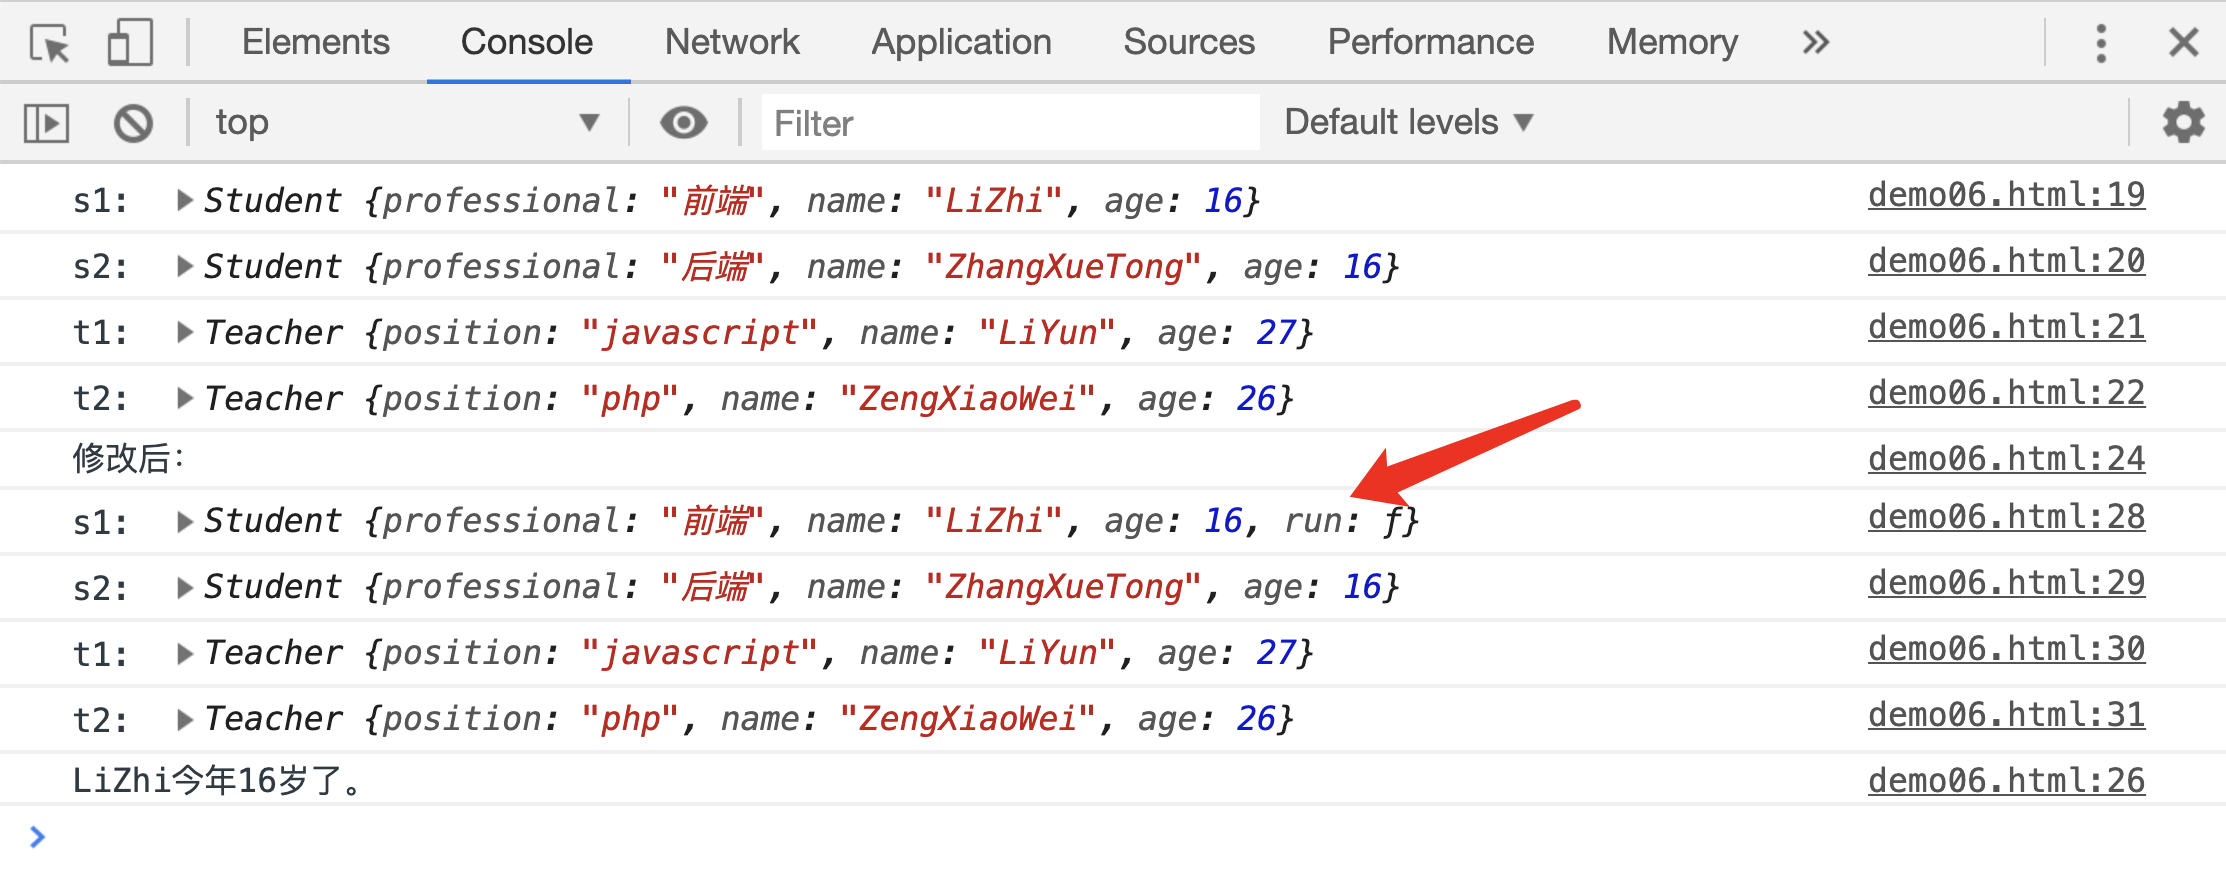 Elements Console Network Application Sources Performance Memory »
top ▼ Filter Default levels ▼
s1: ▶ Student {professional: "前端", name: "LiZhi", age: 16} demo06.html:19
s2: ▶ Student {professional: "后端", name: "ZhangXueTong", age: 16} demo06.html:20
t1: ▶ Teacher {position: "javascript", name: "LiYun", age: 27} demo06.html:21
t2: ▶ Teacher {position: "php", name: "ZengXiaoWei", age: 26} demo06.html:22
修改后: demo06.html:24
s1: ▶ Student {professional: "前端", name: "LiZhi", age: 16, run: ƒ} demo06.html:28
s2: ▶ Student {professional: "后端", name: "ZhangXueTong", age: 16} demo06.html:29
t1: ▶ Teacher {position: "javascript", name: "LiYun", age: 27} demo06.html:30
t2: ▶ Teacher {position: "php", name: "ZengXiaoWei", age: 26} demo06.html:31
LiZhi今年16岁了。 demo06.html:26